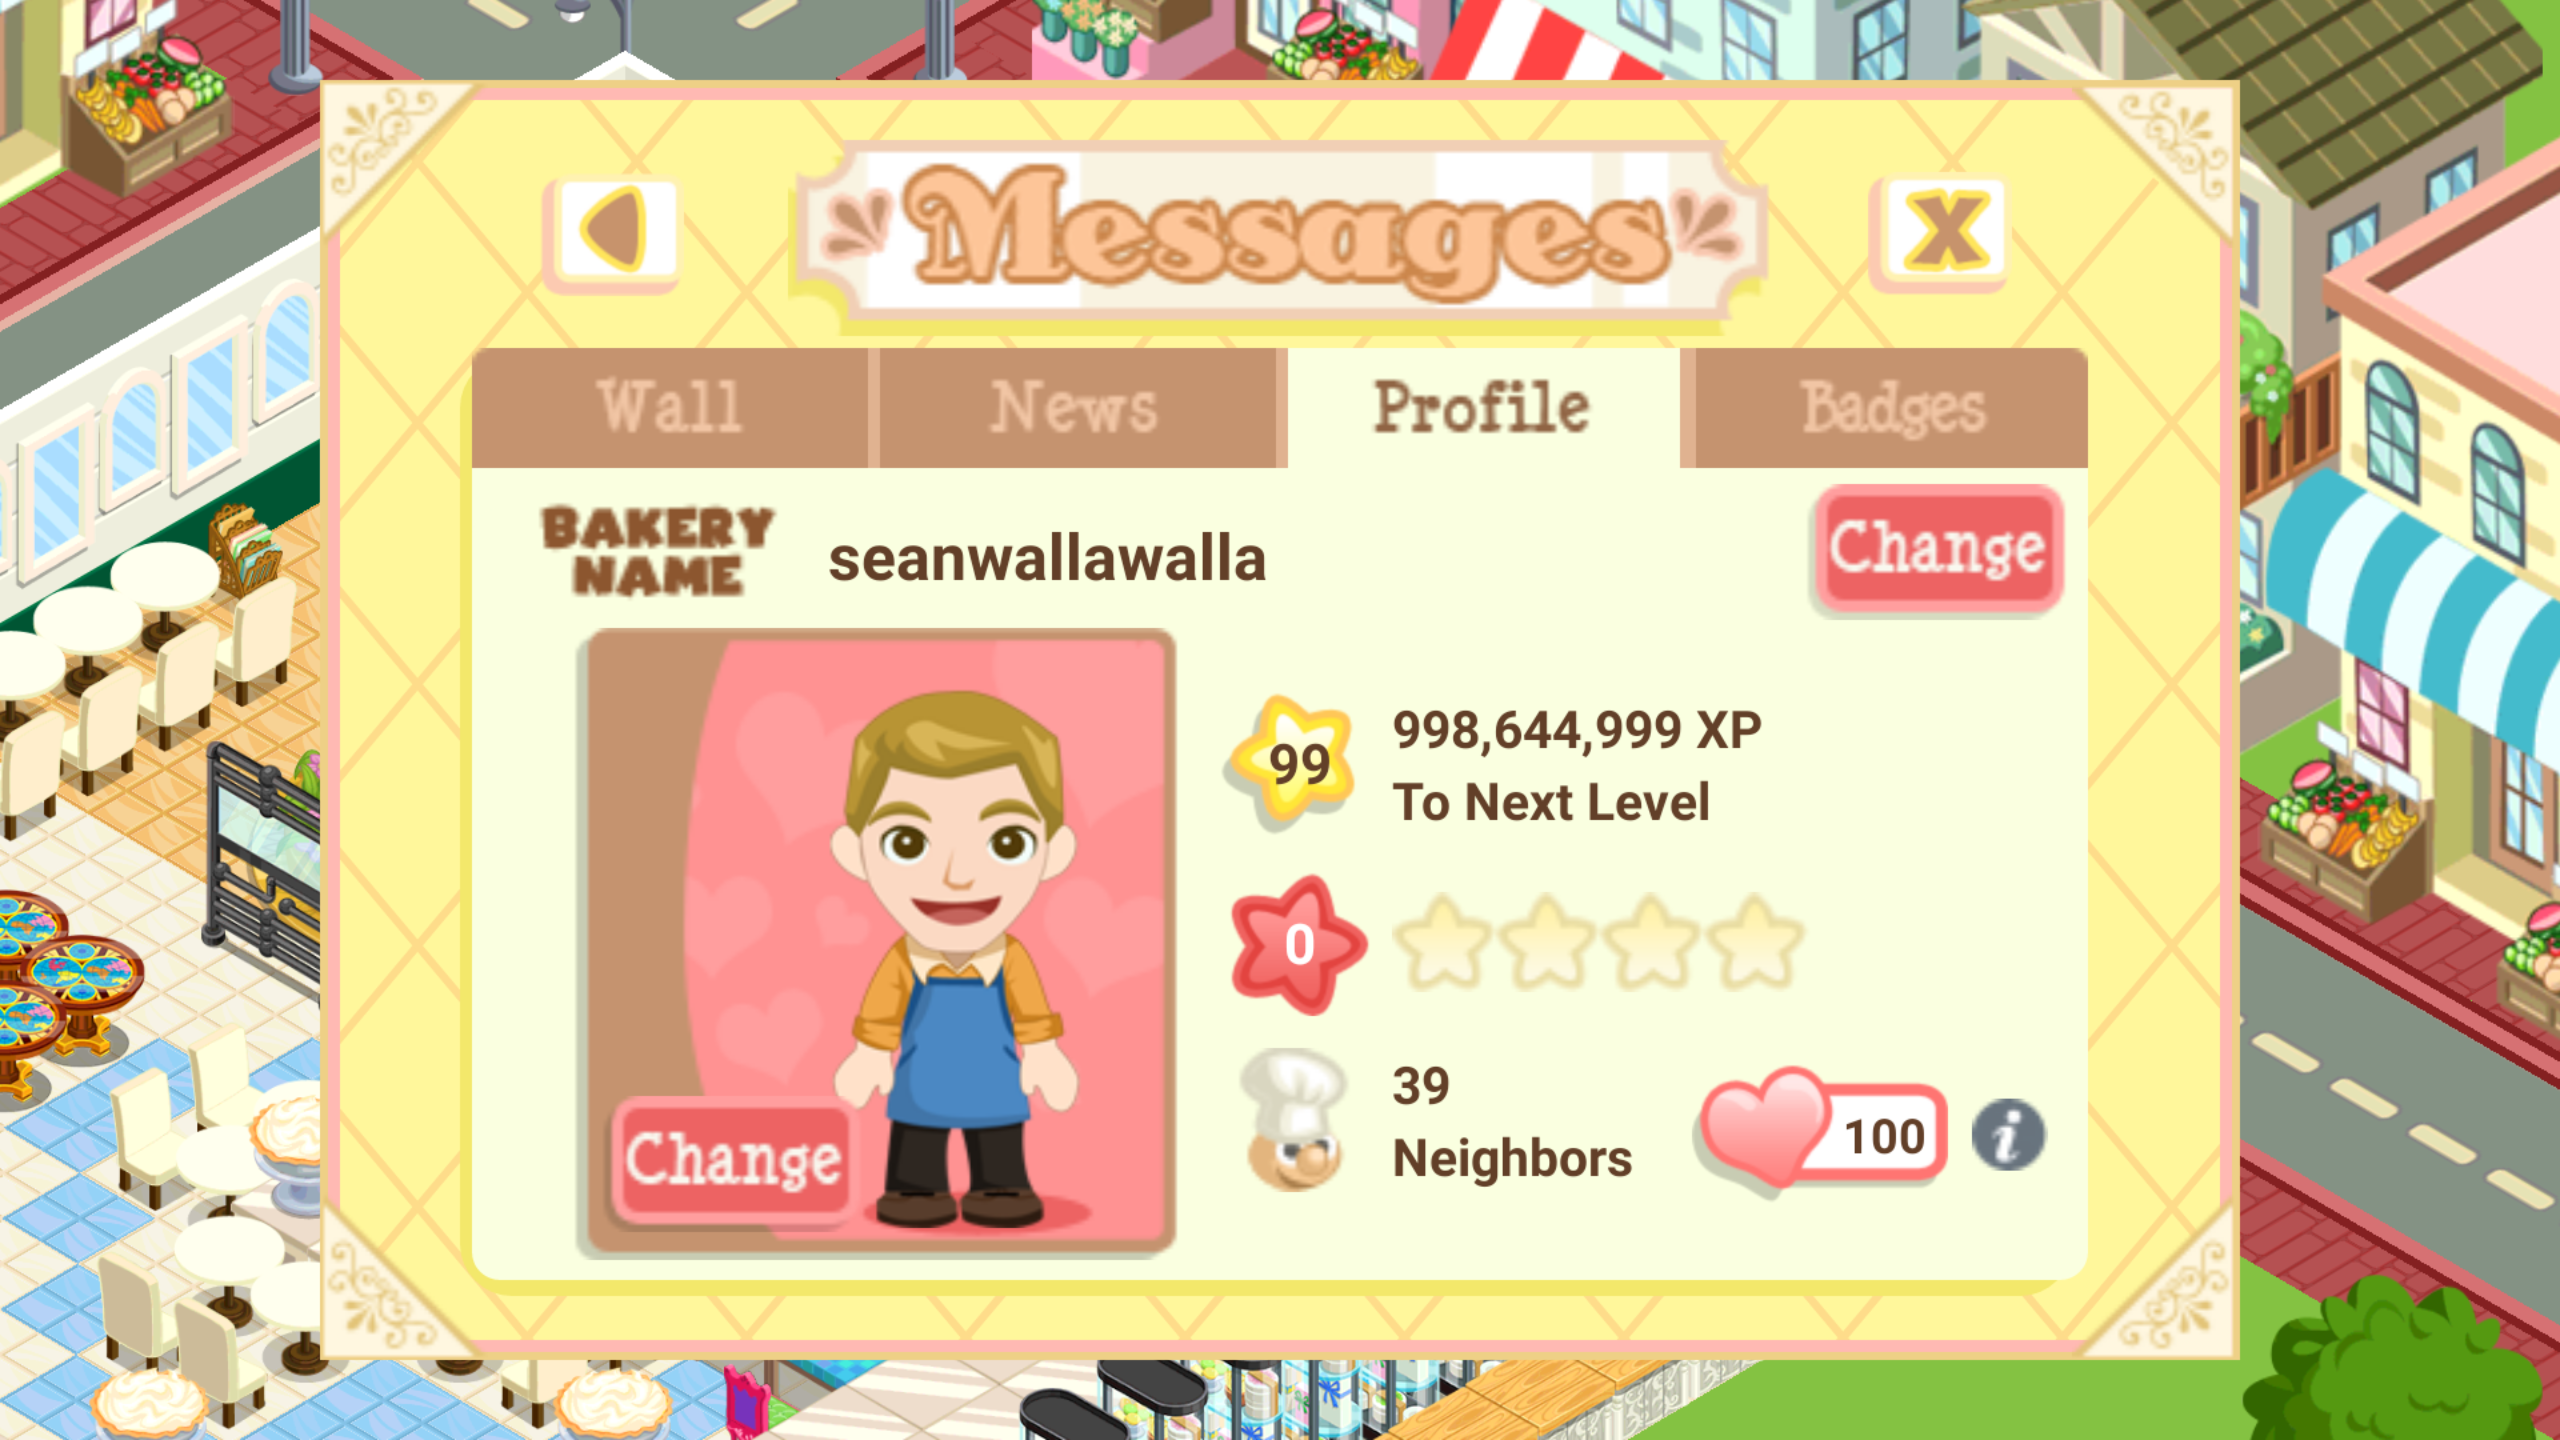 Messages
Wall
News
Profile
Badges
BAKERY
NAME
seanwallawalla
Change
99
998,644,999 XP
To Next Level
0
39
Neighbors
100
i
Change
X